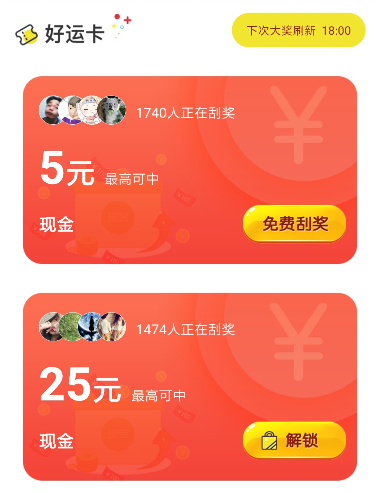 好运卡
下次大奖刷新 18:00
1740人正在刮奖
5元 最高可中
现金
免费刮奖
1474人正在刮奖
25元 最高可中
现金
解锁